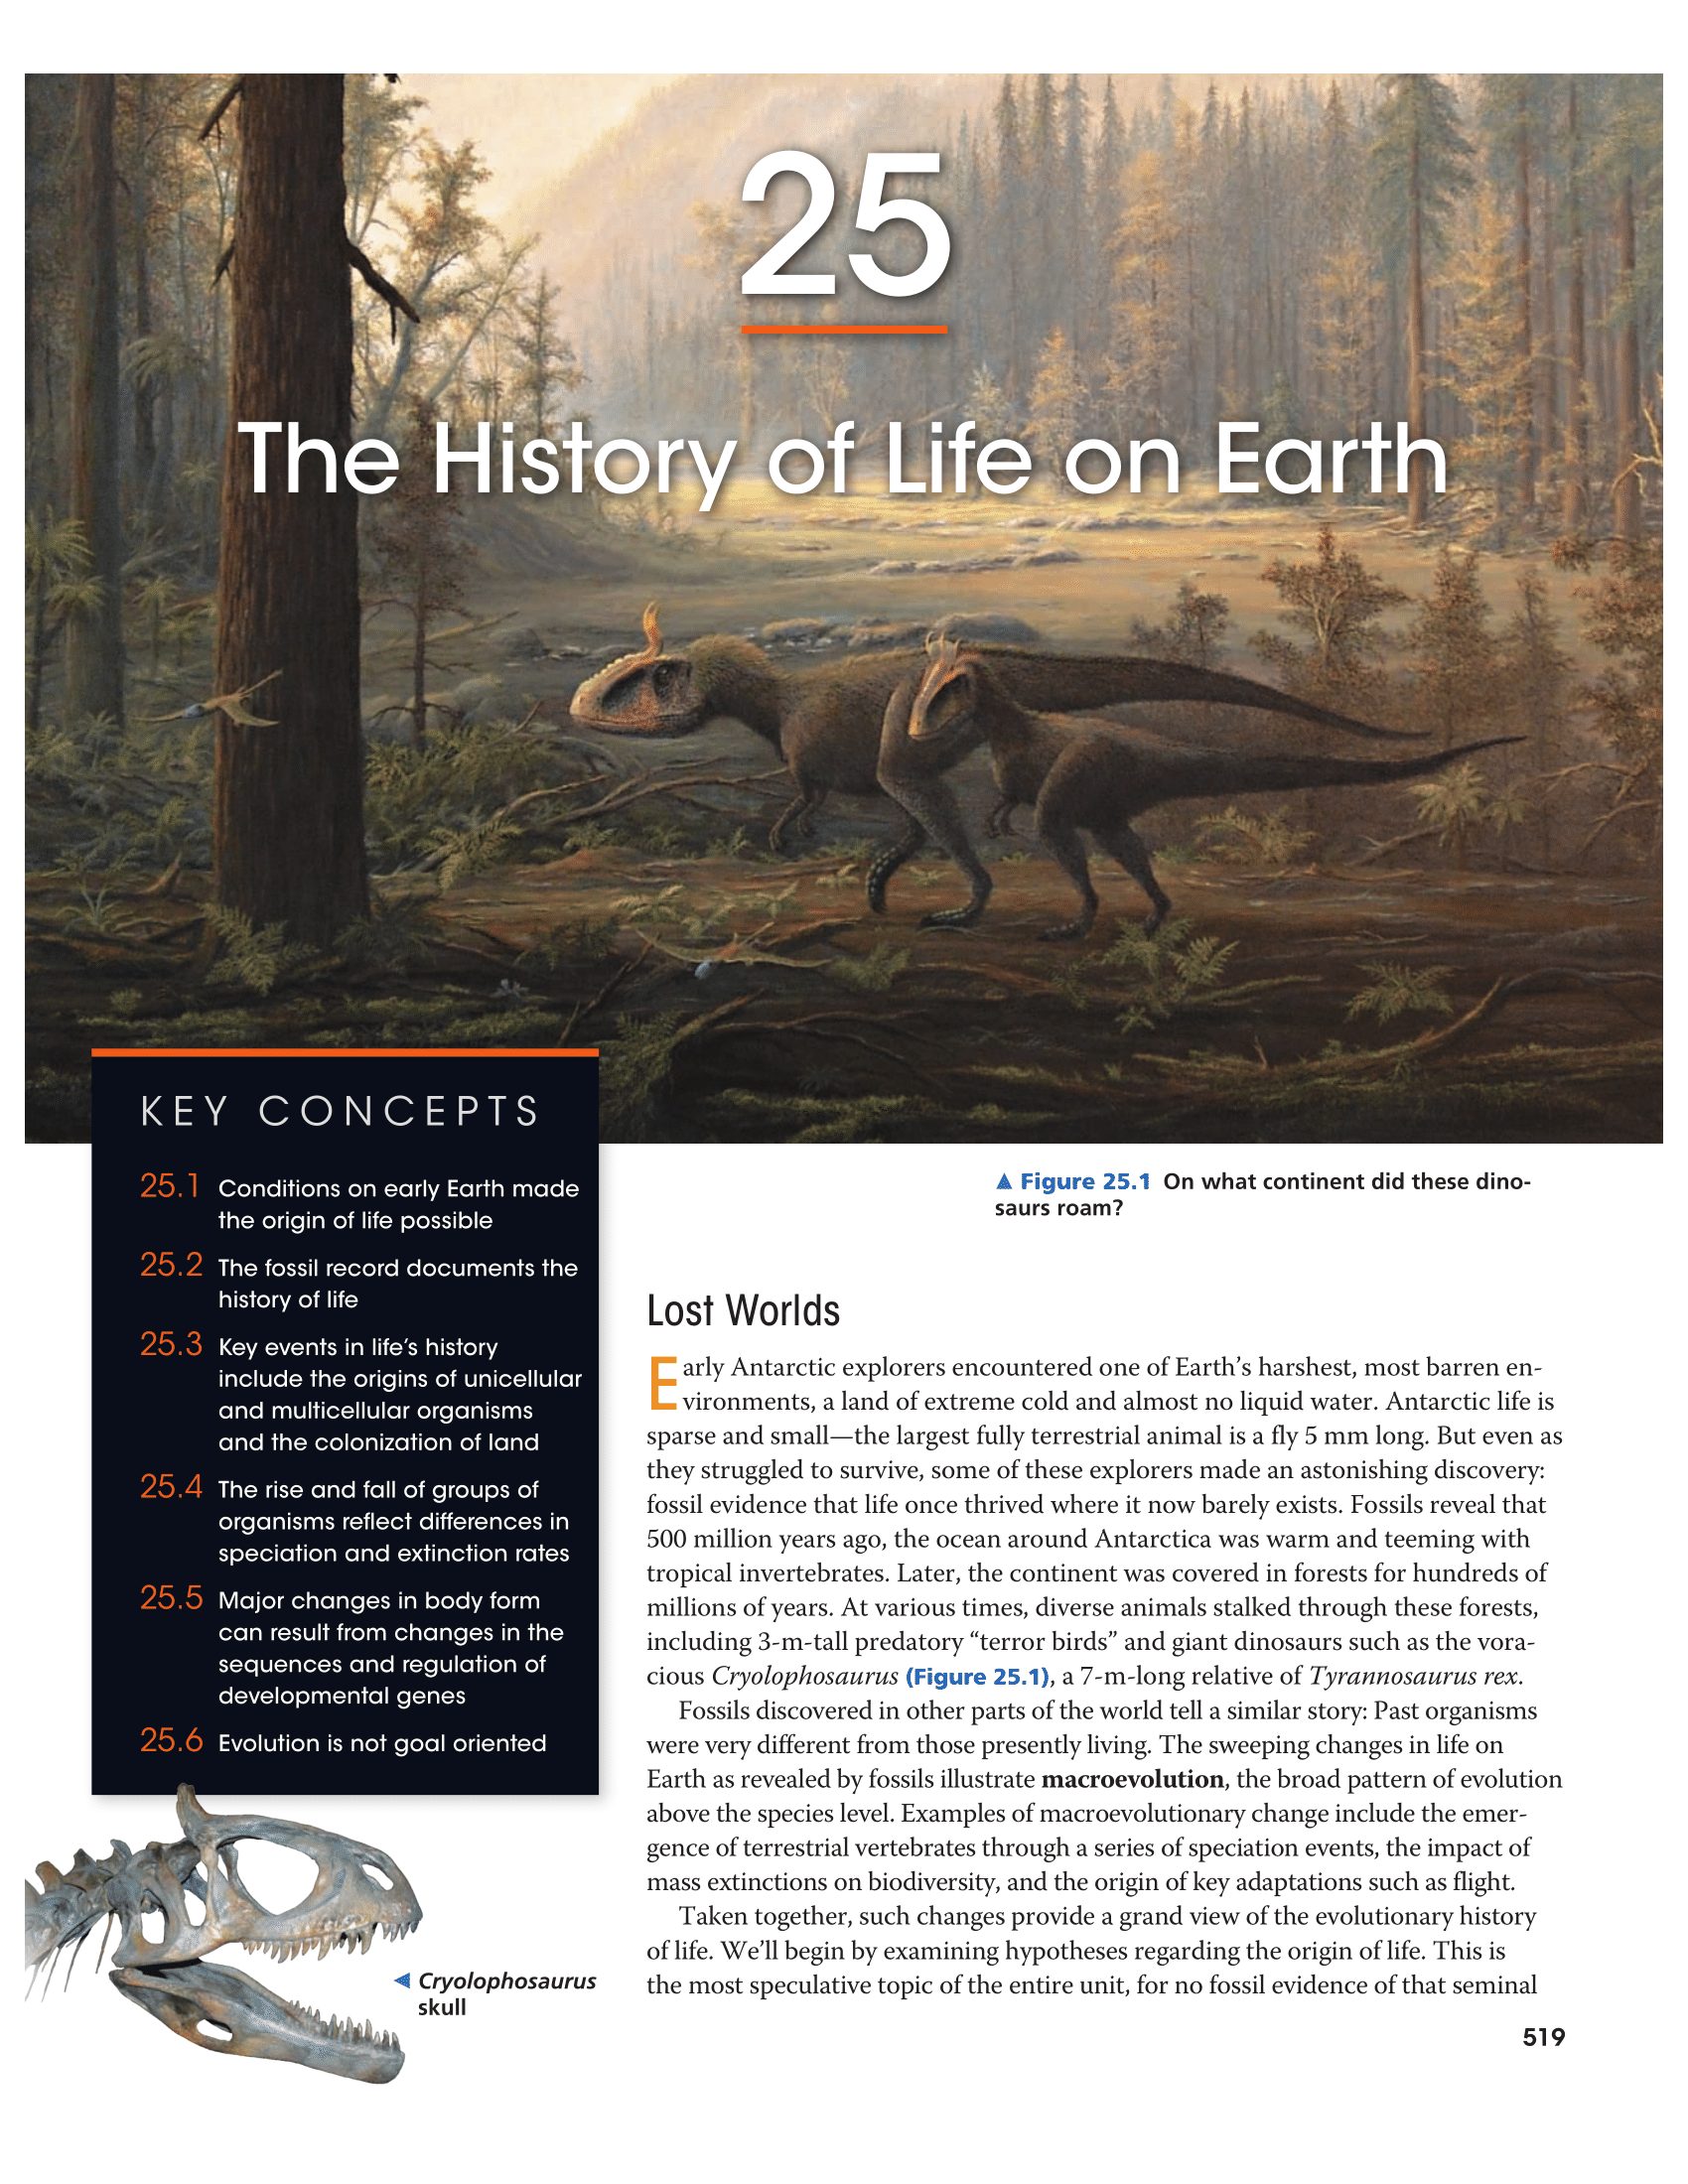 25
The History of Life on Earth
KEY CONCEPTS
25.1 Conditions on early Earth made
the origin of life possible
25.2 The fossil record documents the
history of life
25.3 Key events in life's history
include the origins of unicellular
and multicellular organisms
and the colonization of land
25.4 The rise and fall of groups of
organisms reflect differences in
speciation and extinction rates
25.5 Major changes in body form
can result from changes in the
sequences and regulation of
developmental genes
25.6 Evolution is not goal oriented
▲ Figure 25.1 On what continent did these dino-
saurs roam?
Lost Worlds
Early Antarctic explorers encountered one of Earth's harshest, most barren en-
vironments, a land of extreme cold and almost no liquid water. Antarctic life is
sparse and small—the largest fully terrestrial animal is a fly 5 mm long. But even as
they struggled to survive, some of these explorers made an astonishing discovery:
fossil evidence that life once thrived where it now barely exists. Fossils reveal that
500 million years ago, the ocean around Antarctica was warm and teeming with
tropical invertebrates. Later, the continent was covered in forests for hundreds of
millions of years. At various times, diverse animals stalked through these forests,
including 3-m-tall predatory “terror birds” and giant dinosaurs such as the vora-
cious Cryolophosaurus (Figure 25.1), a 7-m-long relative of Tyrannosaurus rex.
Fossils discovered in other parts of the world tell a similar story: Past organisms
were very different from those presently living. The sweeping changes in life on
Earth as revealed by fossils illustrate macroevolution, the broad pattern of evolution
above the species level. Examples of macroevolutionary change include the emer-
gence of terrestrial vertebrates through a series of speciation events, the impact of
mass extinctions on biodiversity, and the origin of key adaptations such as flight.
Taken together, such changes provide a grand view of the evolutionary history
of life. We'll begin by examining hypotheses regarding the origin of life. This is
the most speculative topic of the entire unit, for no fossil evidence of that seminal
◀ Cryolophosaurus
skull
519